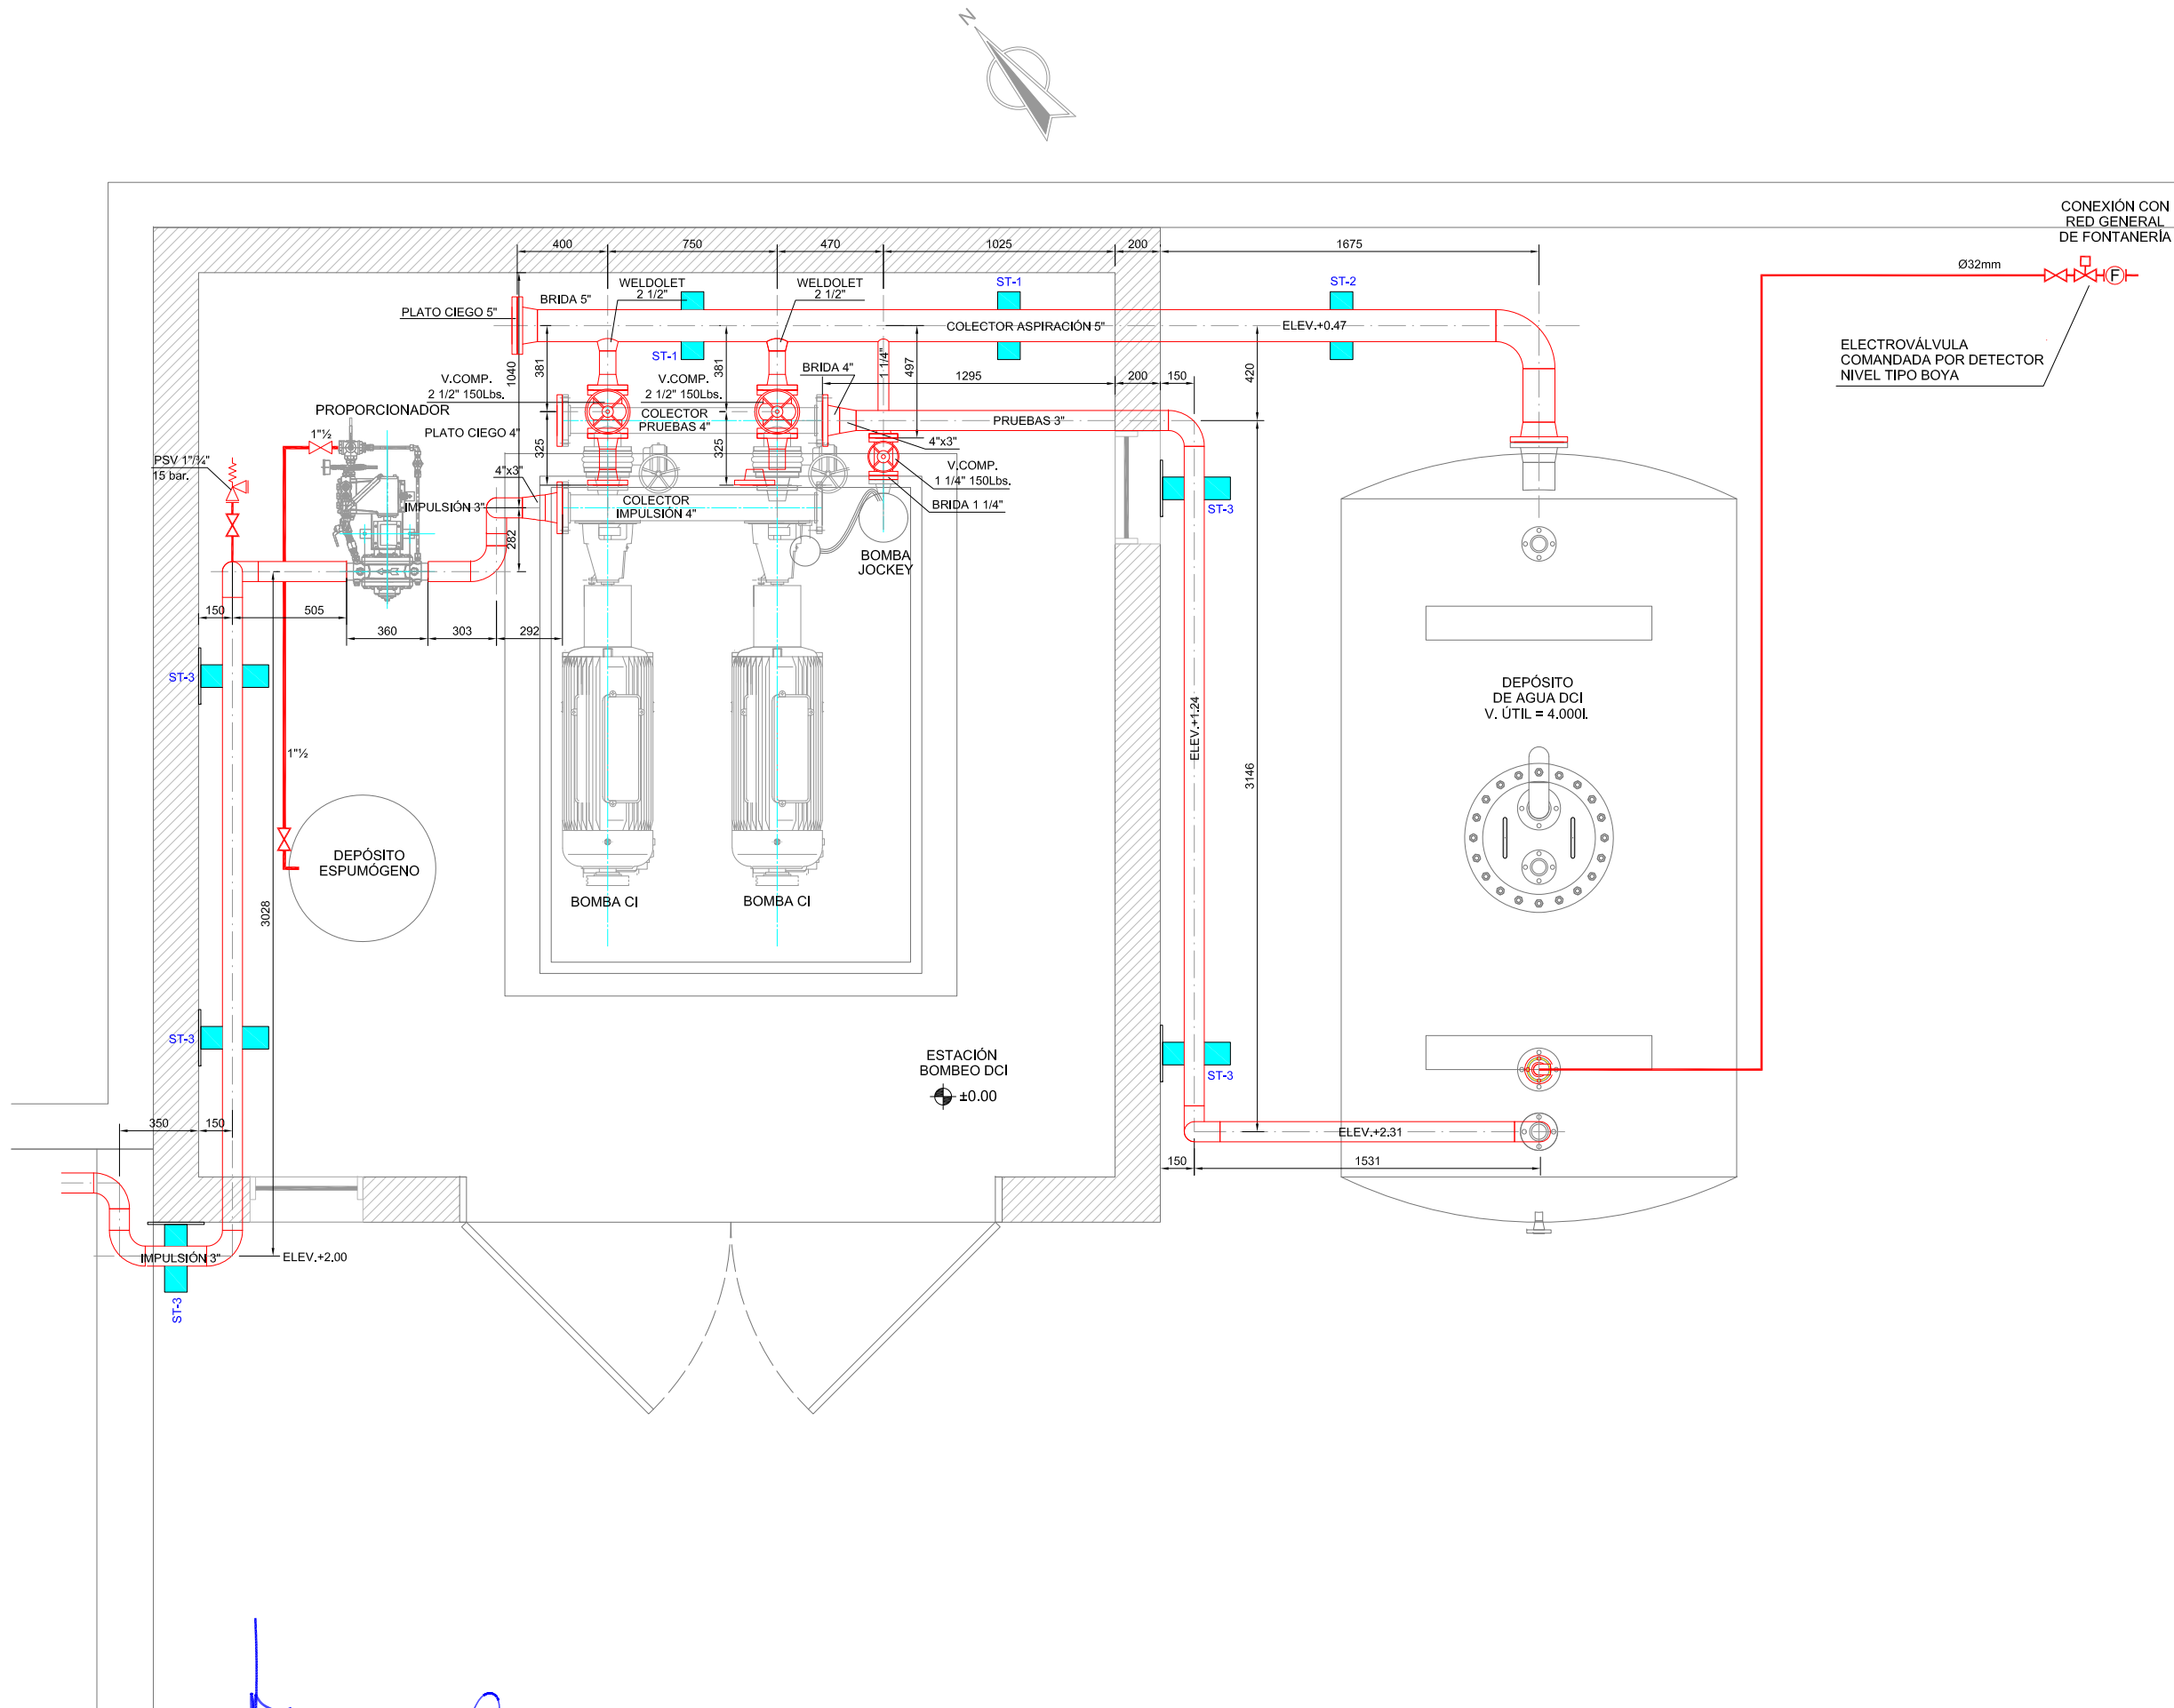 N
CONEXIÓN CON
RED GENERAL
DE FONTANERÍA
400
750
470
1025
200
1675
Ø32mm
F
WELDOLET
2 1/2"
WELDOLET
2 1/2"
ST-1
ST-2
BRIDA 5"
PLATO CIEGO 5"
COLECTOR ASPIRACIÓN 5"
ELEV.+0.47
ELECTROVÁLVULA
COMANDADA POR DETECTOR
NIVEL TIPO BOYA
ST-1
1040
381
381
1 1/4"
497
420
V.COMP.
2 1/2" 150Lbs.
V.COMP.
2 1/2" 150Lbs.
BRIDA 4"
1295
200
150
PROPORCIONADOR
COLECTOR
PRUEBAS 4"
PRUEBAS 3"
1"½
PLATO CIEGO 4"
325
325
4"x3"
PSV 1"/¾"
15 bar.
4"x3"
V.COMP.
1 1/4" 150Lbs.
IMPULSIÓN 3"
COLECTOR
IMPULSIÓN 4"
BRIDA 1 1/4"
ST-3
282
BOMBA
JOCKEY
150
505
360
303
292
ST-3
DEPÓSITO
DE AGUA DCI
V. ÚTIL = 4.000l.
ELEV.+1.24
1"½
3146
DEPÓSITO
ESPUMÓGENO
BOMBA CI
BOMBA CI
3028
ST-3
ESTACIÓN
BOMBEO DCI
±0.00
ST-3
350
150
ELEV.+2.31
150
1531
IMPULSIÓN 3"
ELEV.+2.00
ST-3